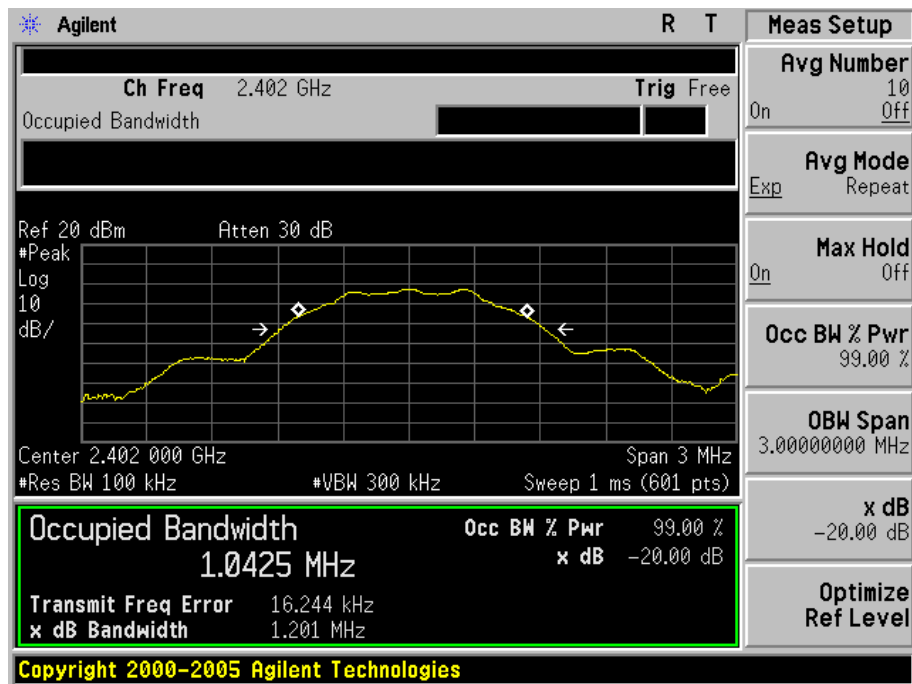 Agilent R T
Ch Freq 2.402 GHz Trig Free
Occupied Bandwidth
Ref 20 dBm Atten 30 dB
#Peak
Log
10
dB/
Center 2.402 000 GHz Span 3 MHz
#Res BW 100 kHz #VBW 300 kHz Sweep 1 ms (601 pts)
Occupied Bandwidth Occ BW % Pwr 99.00 %
1.0425 MHz x dB -20.00 dB
Transmit Freq Error 16.244 kHz
x dB Bandwidth 1.201 MHz
Copyright 2000-2005 Agilent Technologies
Meas Setup
Avg Number
10
On Off
Avg Mode
Exp Repeat
Max Hold
On Off
Occ BW % Pwr
99.00 %
OBW Span
3.00000000 MHz
x dB
-20.00 dB
Optimize
Ref Level